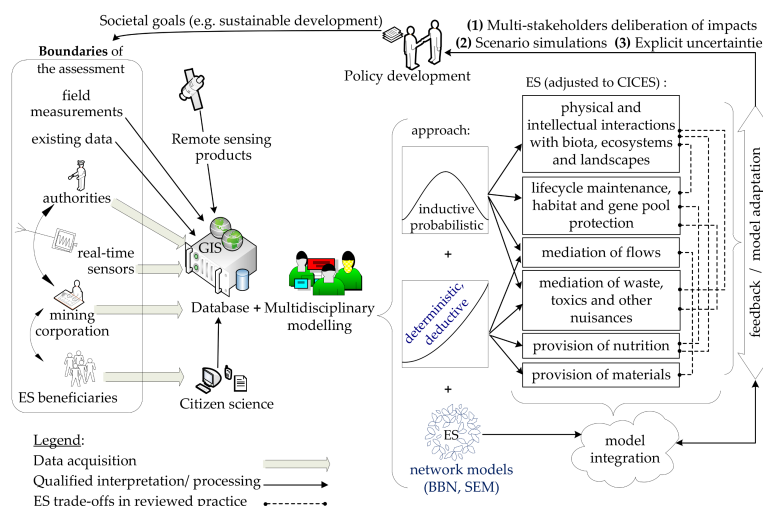 Societal goals (e.g. sustainable development)
(1) Multi-stakeholders deliberation of impacts
(2) Scenario simulations (3) Explicit uncertaintie
Policy development
Boundaries of
the assessment
field
measurements
existing data
Remote sensing
products
authorities
real-time
sensors
mining
corporation
ES beneficiaries
GIS
Database + Multidisciplinary
modelling
Citizen science
approach:
inductive
probabilistic
+
deterministic,
deductive
+
ES
network models
(BBN, SEM)
ES (adjusted to CICES) :
physical and
intellectual interactions
with biota, ecosystems
and landscapes
lifecycle maintenance,
habitat and gene pool
protection
mediation of flows
mediation of waste,
toxics and other
nuisances
provision of nutrition
provision of materials
model
integration
feedback / model adaptation
Legend:
Data acquisition
Qualified interpretation/ processing
ES trade-offs in reviewed practice